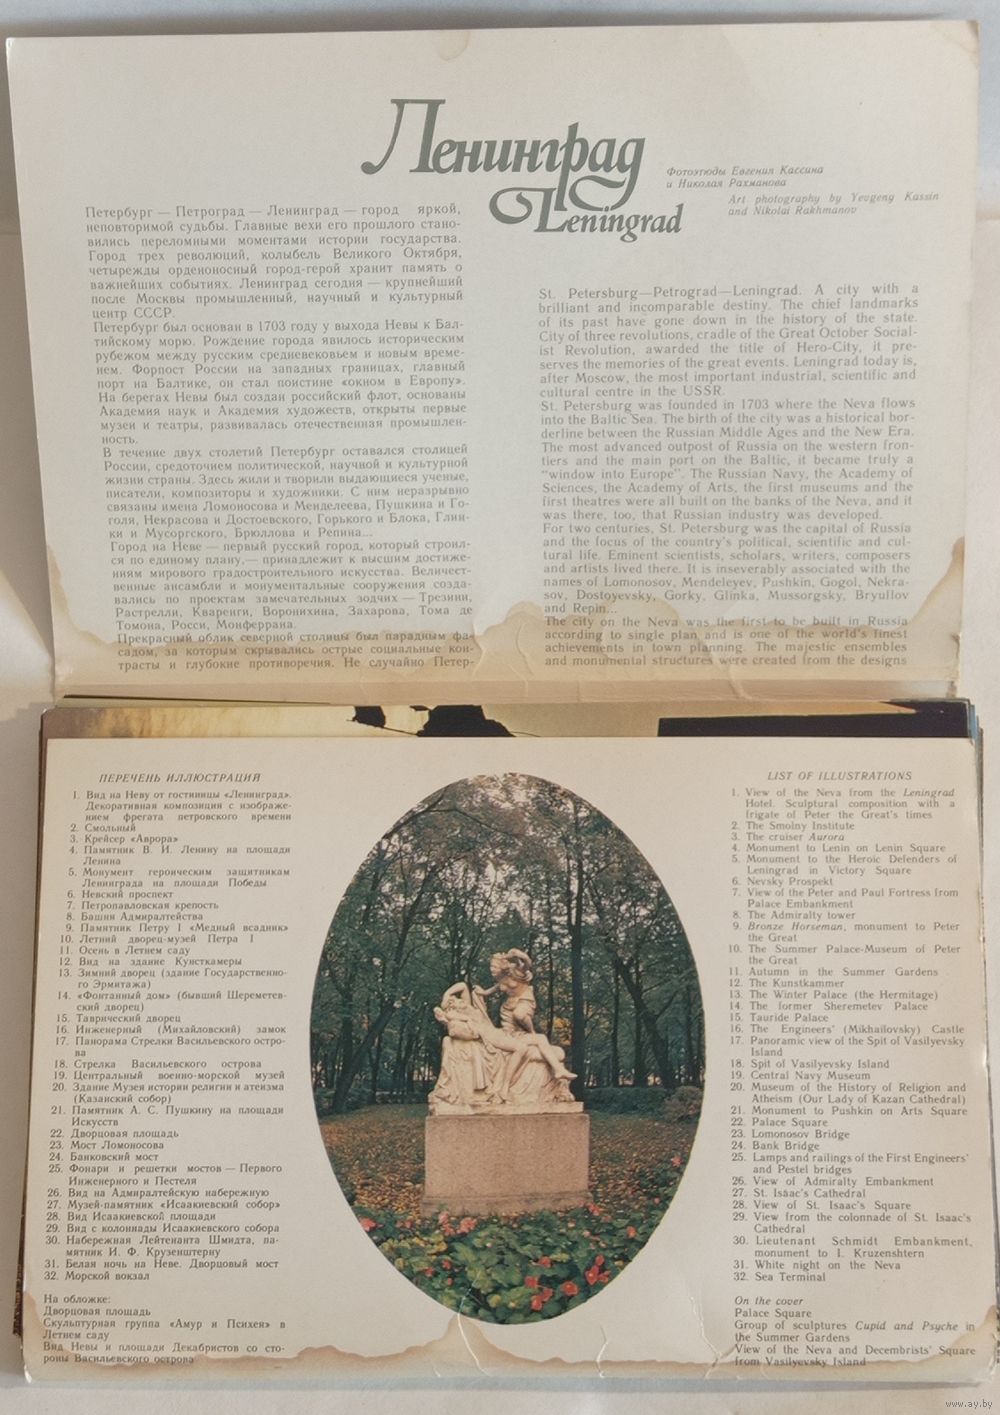 Ленинград
Leningrad
Фотоэтюды Евгения Кассина
и Николая Рахманова
Art photography by Yevgeny Kassin
and Nikolai Rakhmanov
Петербург — Петроград — Ленинград — город яркой,
неповторимой судьбы. Главные вехи его прошлого стано-
вились переломными моментами истории государства.
Город трех революций, колыбель Великого Октября,
четырежды орденоносный город-герой хранит память о
важнейших событиях. Ленинград сегодня — крупнейший
после Москвы промышленный, научный и культурный
центр СССР.
Петербург был основан в 1703 году у выхода Невы к Бал-
тийскому морю. Рождение города явилось историческим
рубежом между русским средневековьем и новым време-
нем. Форпост России на западных границах, главный
порт на Балтике, он стал поистине «окном в Европу».
На берегах Невы был создан российский флот, основаны
Академия наук и Академия художеств, открыты первые
музеи и театры, развивалась отечественная промышлен-
ность.
В течение двух столетий Петербург оставался столицей
России, средоточием политической, научной и культурной
жизни страны. Здесь жили и творили выдающиеся ученые,
писатели, композиторы и художники. С ним неразрывно
связаны имена Ломоносова и Менделеева, Пушкина и Го-
голя, Некрасова и Достоевского, Горького и Блока, Глин-
ки и Мусоргского, Брюллова и Репина...
Город на Неве — первый русский город, который строил-
ся по единому плану,— принадлежит к высшим достиже-
ниям мирового градостроительного искусства. Величест-
венные ансамбли и монументальные сооружения созда-
вались по проектам замечательных зодчих — Трезини,
Растрелли, Кваренги, Воронихина, Захарова, Тома де
Томона, Росси, Монферрана.
Прекрасный облик северной столицы был парадным фа-
садом, за которым скрывались острые социальные кон-
трасты и глубокие противоречия. Не случайно Петер-
St. Petersburg—Petrograd—Leningrad. A city with a
brilliant and incomparable destiny. The chief landmarks
of its past have gone down in the history of the state.
City of three revolutions, cradle of the Great October Social-
ist Revolution, awarded the title of Hero-City, it pre-
serves the memories of the great events. Leningrad today is,
after Moscow, the most important industrial, scientific and
cultural centre in the USSR.
St. Petersburg was founded in 1703 where the Neva flows
into the Baltic Sea. The birth of the city was a historical bor-
derline between the Russian Middle Ages and the New Era.
The most advanced outpost of Russia on the western fron-
tiers and the main port on the Baltic, it became truly a
"window into Europe". The Russian Navy, the Academy of
Sciences, the Academy of Arts, the first museums and the
first theatres were all built on the banks of the Neva, and it
was there, too, that Russian industry was developed.
For two centuries, St. Petersburg was the capital of Russia
and the focus of the country's political, scientific and cul-
tural life. Eminent scientists, scholars, writers, composers
and artists lived there. It is inseverably associated with the
names of Lomonosov, Mendeleyev, Pushkin, Gogol, Nekra-
sov, Dostoyevsky, Gorky, Glinka, Mussorgsky, Bryullov
and Repin...
The city on the Neva was the first to be built in Russia
according to single plan and is one of the world's finest
achievements in town planning. The majestic ensembles
and monumental structures were created from the designs
ПЕРЕЧЕНЬ ИЛЛЮСТРАЦИЯ
1. Вид на Неву от гостиницы «Ленинград».
Декоративная композиция с изображе-
нием фрегата петровского времени
2. Смольный
3. Крейсер «Аврора»
4. Памятник В. И. Ленину на площади
Ленина
5. Монумент героическим защитникам
Ленинграда на площади Победы
6. Невский проспект
7. Петропавловская крепость
8. Башня Адмиралтейства
9. Памятник Петру I «Медный всадник»
10. Летний дворец-музей Петра I
11. Осень в Летнем саду
12. Вид на здание Кунсткамеры
13. Зимний дворец (здание Государственно-
го Эрмитажа)
14. «Фонтанный дом» (бывший Шереметев-
ский дворец)
15. Таврический дворец
16. Инженерный (Михайловский) замок
17. Панорама Стрелки Васильевского остро-
ва
18. Стрелка Васильевского острова
19. Центральный военно-морской музей
20. Здание Музея истории религии и атеизма
(Казанский собор)
21. Памятник А. С. Пушкину на площади
Искусств
22. Дворцовая площадь
23. Мост Ломоносова
24. Банковский мост
25. Фонари и решетки мостов — Первого
Инженерного и Пестеля
26. Вид на Адмиралтейскую набережную
27. Музей-памятник «Исаакиевский собор»
28. Вид Исаакиевской площади
29. Вид с колоннады Исаакиевского собора
30. Набережная Лейтенанта Шмидта, па-
мятник И. Ф. Крузенштерну
31. Белая ночь на Неве. Дворцовый мост
32. Морской вокзал
На обложке:
Дворцовая площадь
Скульптурная группа «Амур и Психея» в
Летнем саду
Вид Невы и площади Декабристов со сто-
роны Васильевского острова
LIST OF ILLUSTRATIONS
1. View of the Neva from the Leningrad
Hotel. Sculptural composition with a
frigate of Peter the Great's times
2. The Smolny Institute
3. The cruiser Aurora
4. Monument to Lenin on Lenin Square
5. Monument to the Heroic Defenders of
Leningrad in Victory Square
6. Nevsky Prospekt
7. View of the Peter and Paul Fortress from
Palace Embankment
8. The Admiralty tower
9. Bronze Horseman, monument to Peter
the Great
10. The Summer Palace-Museum of Peter
the Great
11. Autumn in the Summer Gardens
12. The Kunstkammer
13. The Winter Palace (the Hermitage)
14. The former Sheremetev Palace
15. Tauride Palace
16. The Engineers' (Mikhailovsky) Castle
17. Panoramic view of the Spit of Vasilyevsky
Island
18. Spit of Vasilyevsky Island
19. Central Navy Museum
20. Museum of the History of Religion and
Atheism (Our Lady of Kazan Cathedral)
21. Monument to Pushkin on Arts Square
22. Palace Square
23. Lomonosov Bridge
24. Bank Bridge
25. Lamps and railings of the First Engineers'
and Pestel bridges
26. View of Admiralty Embankment
27. St. Isaac's Cathedral
28. View of St. Isaac's Square
29. View from the colonnade of St. Isaac's
Cathedral
30. Lieutenant Schmidt Embankment,
monument to I. Kruzenshtern
31. White night on the Neva
32. Sea Terminal
On the cover
Palace Square
Group of sculptures Cupid and Psyche in
the Summer Gardens
View of the Neva and Decembrists' Square
from Vasilyevsky Island
www.ay.by